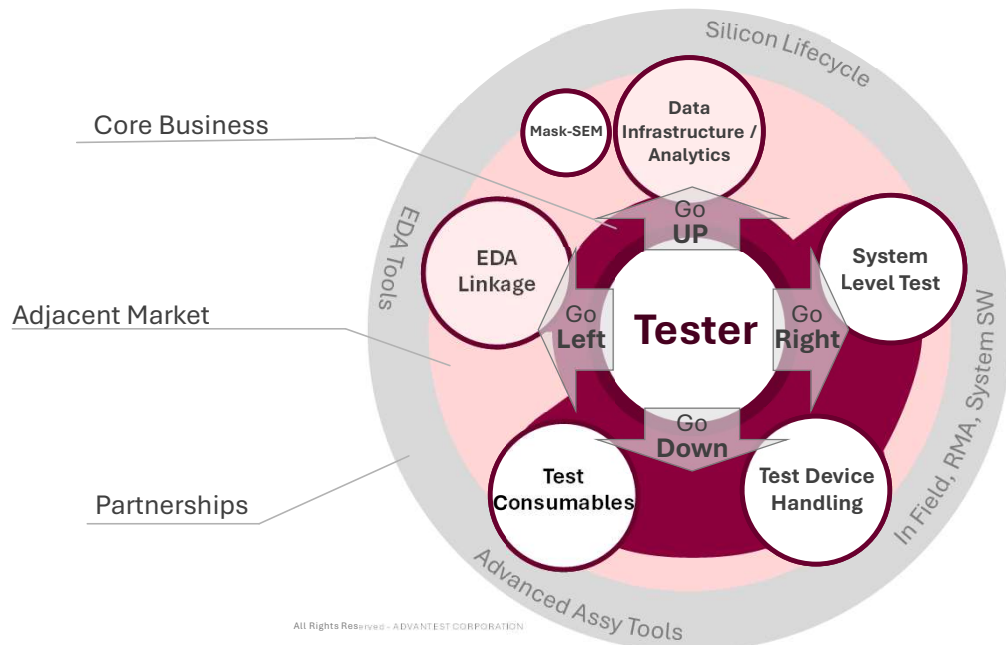 Silicon Lifecycle
Core Business
Mask-SEM
Data
Infrastructure /
Analytics
EDA Tools
Go
UP
EDA
Linkage
System
Level Test
Adjacent Market
Go
Left
Tester
Go
Right
Go
Down
Partnerships
Test
Consumables
Test Device
Handling
In Field, RMA, System SW
Advanced Assy Tools
All Rights Reserved - ADVANTEST CORPORATION